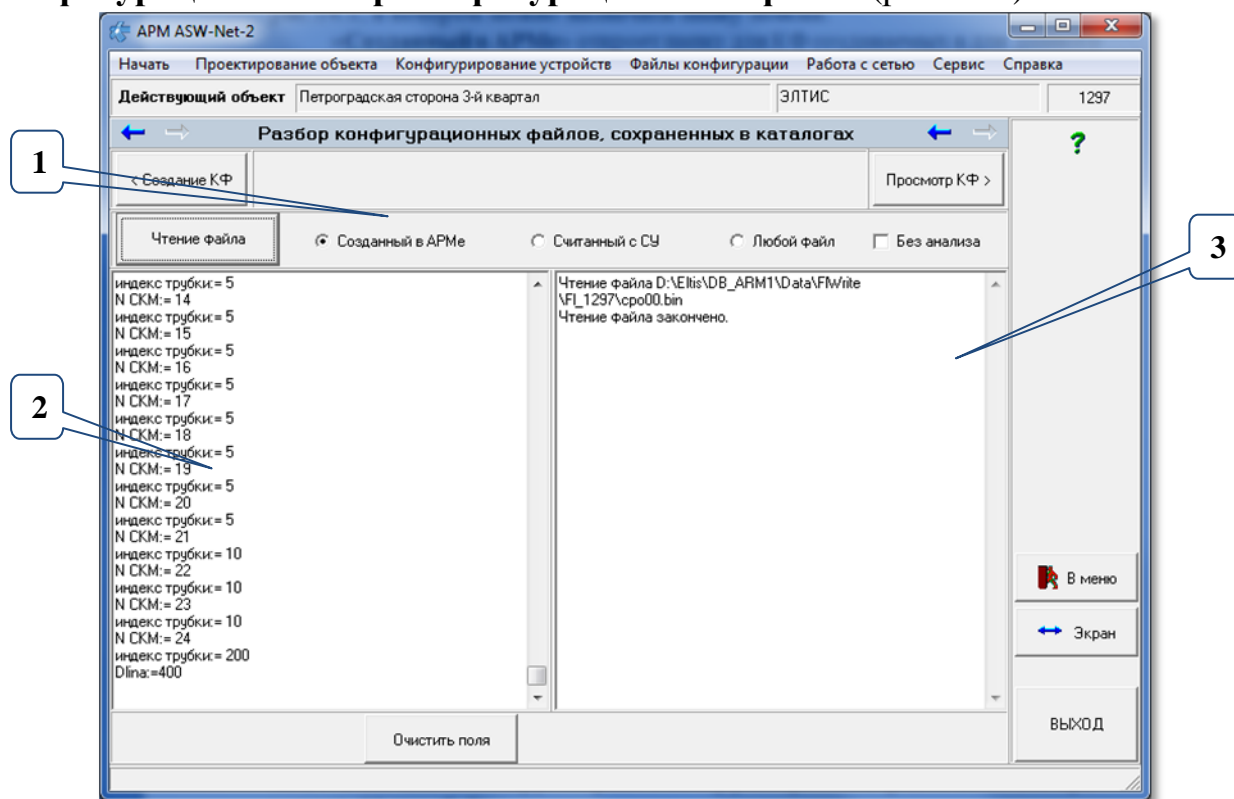 АРМ ASW-Net-2
Начать Проектирование объекта Конфигурирование устройств Файлы конфигурации Работа с сетью Сервис Справка
Действующий объект Петроградская сторона 3-й квартал ЭЛТИС 1297
Разбор конфигурационных файлов, сохраненных в каталогах
?
1
< Создание КФ
Просмотр КФ >
Чтение файла Созданный в АРМе Считанный с СУ Любой файл Без анализа
3
индекс трубки:= 5
N СКМ:= 14
индекс трубки:= 5
N СКМ:= 15
индекс трубки:= 5
N СКМ:= 16
индекс трубки:= 5
N СКМ:= 17
индекс трубки:= 5
N СКМ:= 18
индекс трубки:= 5
N СКМ:= 19
индекс трубки:= 5
N СКМ:= 20
индекс трубки:= 5
N СКМ:= 21
индекс трубки:= 10
N СКМ:= 22
индекс трубки:= 10
N СКМ:= 23
индекс трубки:= 10
N СКМ:= 24
индекс трубки:= 200
Dlina:=400
2
Чтение файла D:\Eltis\DB_ARM1\Data\FlWrite
\Fl_1297\cpo00.bin
Чтение файла закончено.
В меню
Экран
ВЫХОД
Очистить поля